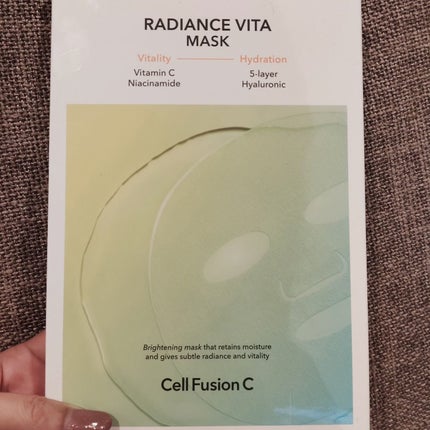 RADIANCE VITA
MASK
Vitality Hydration
Vitamin C 5-layer
Niacinamide Hyaluronic
Brightening mask that retains moisture
and gives subtle radiance and vitality
Cell Fusion C